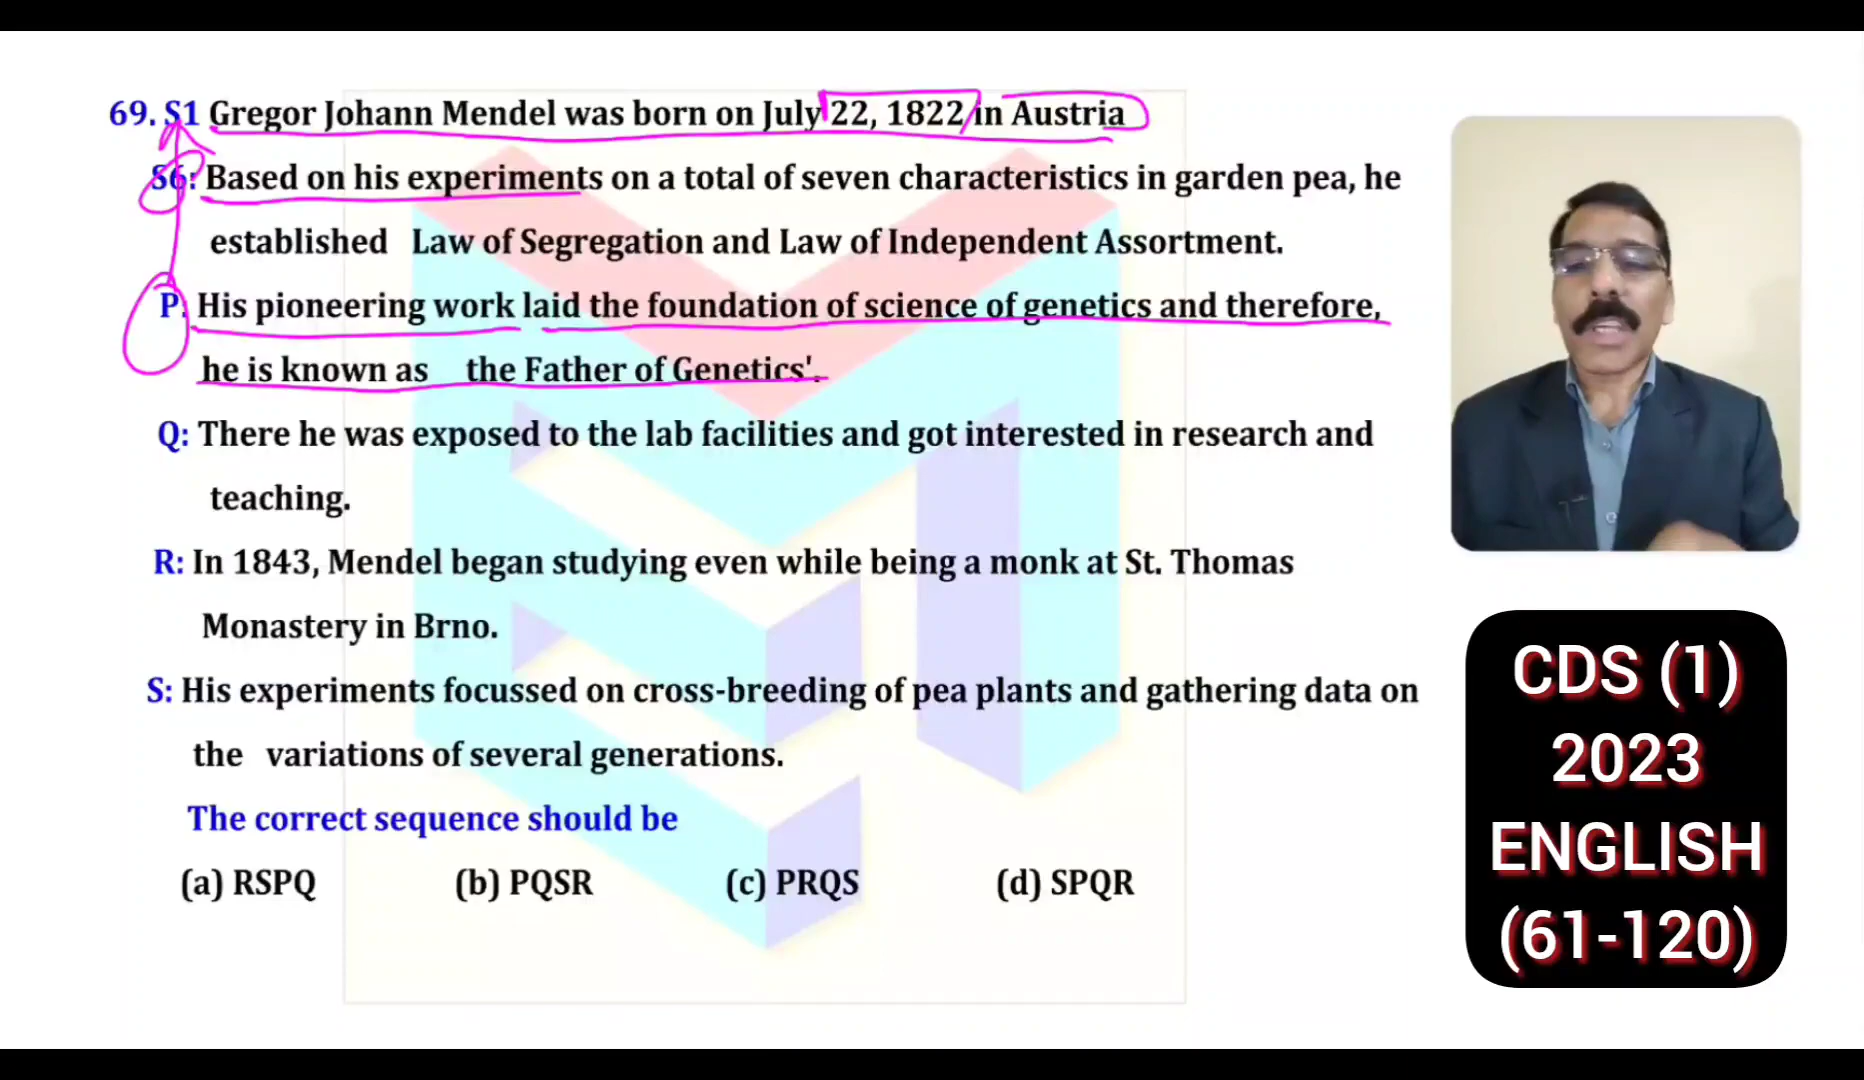 69. S1 Gregor Johann Mendel was born on July 22, 1822 in Austria
S6: Based on his experiments on a total of seven characteristics in garden pea, he
established Law of Segregation and Law of Independent Assortment.
P: His pioneering work laid the foundation of science of genetics and therefore,
he is known as the Father of Genetics'.
Q: There he was exposed to the lab facilities and got interested in research and
teaching.
R: In 1843, Mendel began studying even while being a monk at St. Thomas
Monastery in Brno.
S: His experiments focussed on cross-breeding of pea plants and gathering data on
the variations of several generations.
The correct sequence should be
(a) RSPQ (b) PQSR (c) PRQS (d) SPQR
CDS (1)
2023
ENGLISH
(61-120)